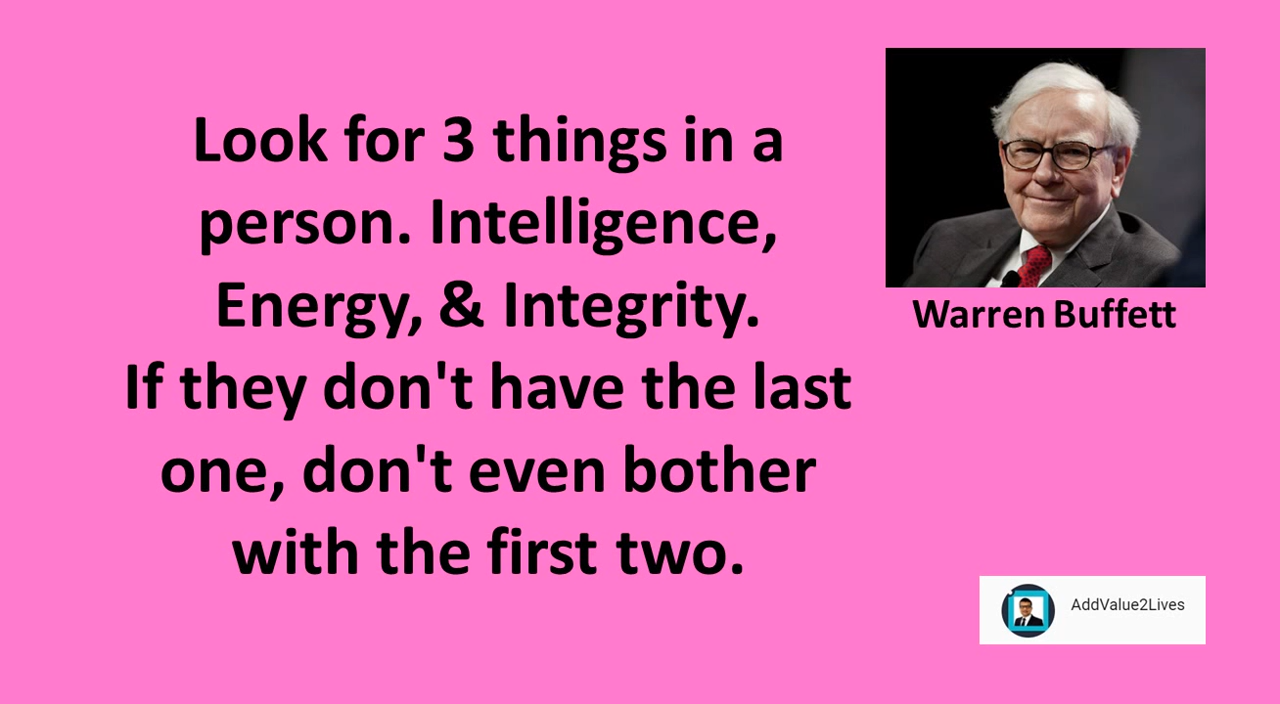 Look for 3 things in a
person. Intelligence,
Energy, & Integrity.
If they don't have the last
one, don't even bother
with the first two.
Warren Buffett
AddValue2Lives